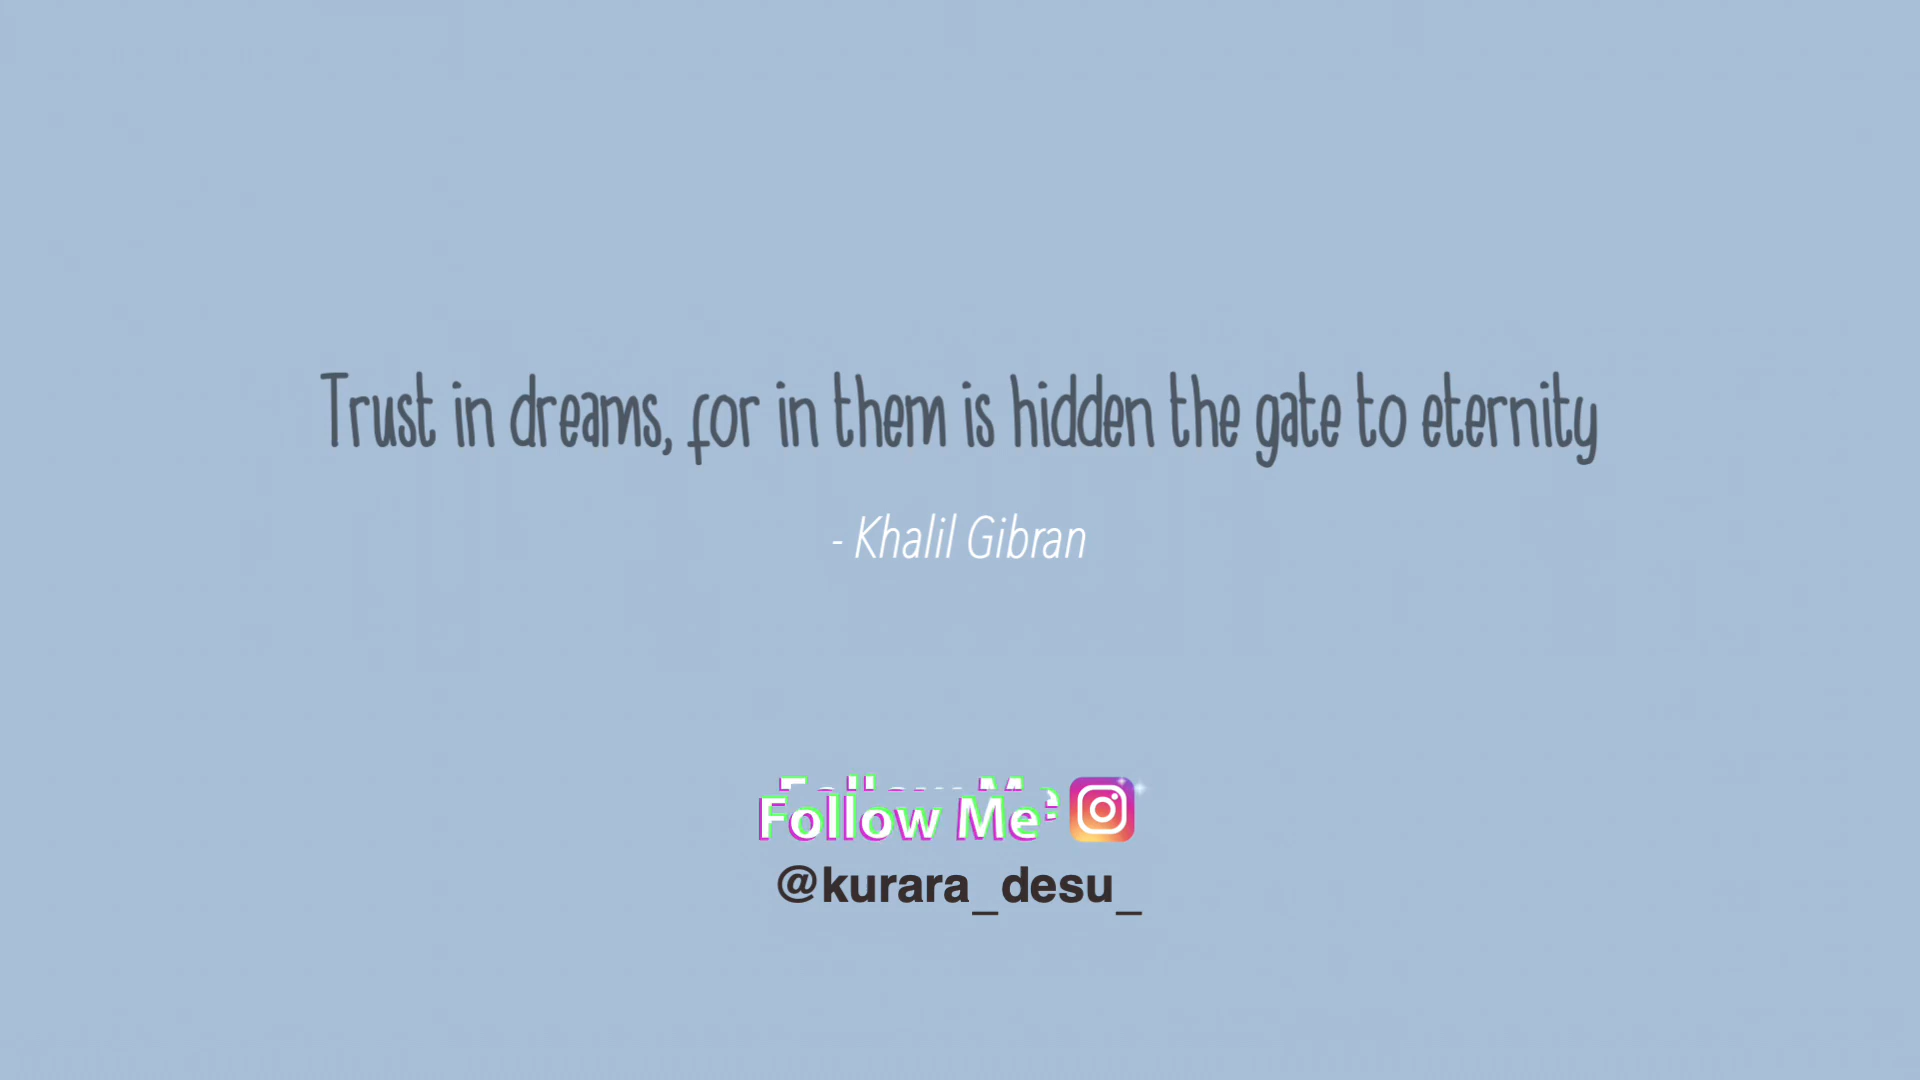 Trust in dreams, for in them is hidden the gate to eternity
- Khalil Gibran
Follow Me
@kurara_desu_